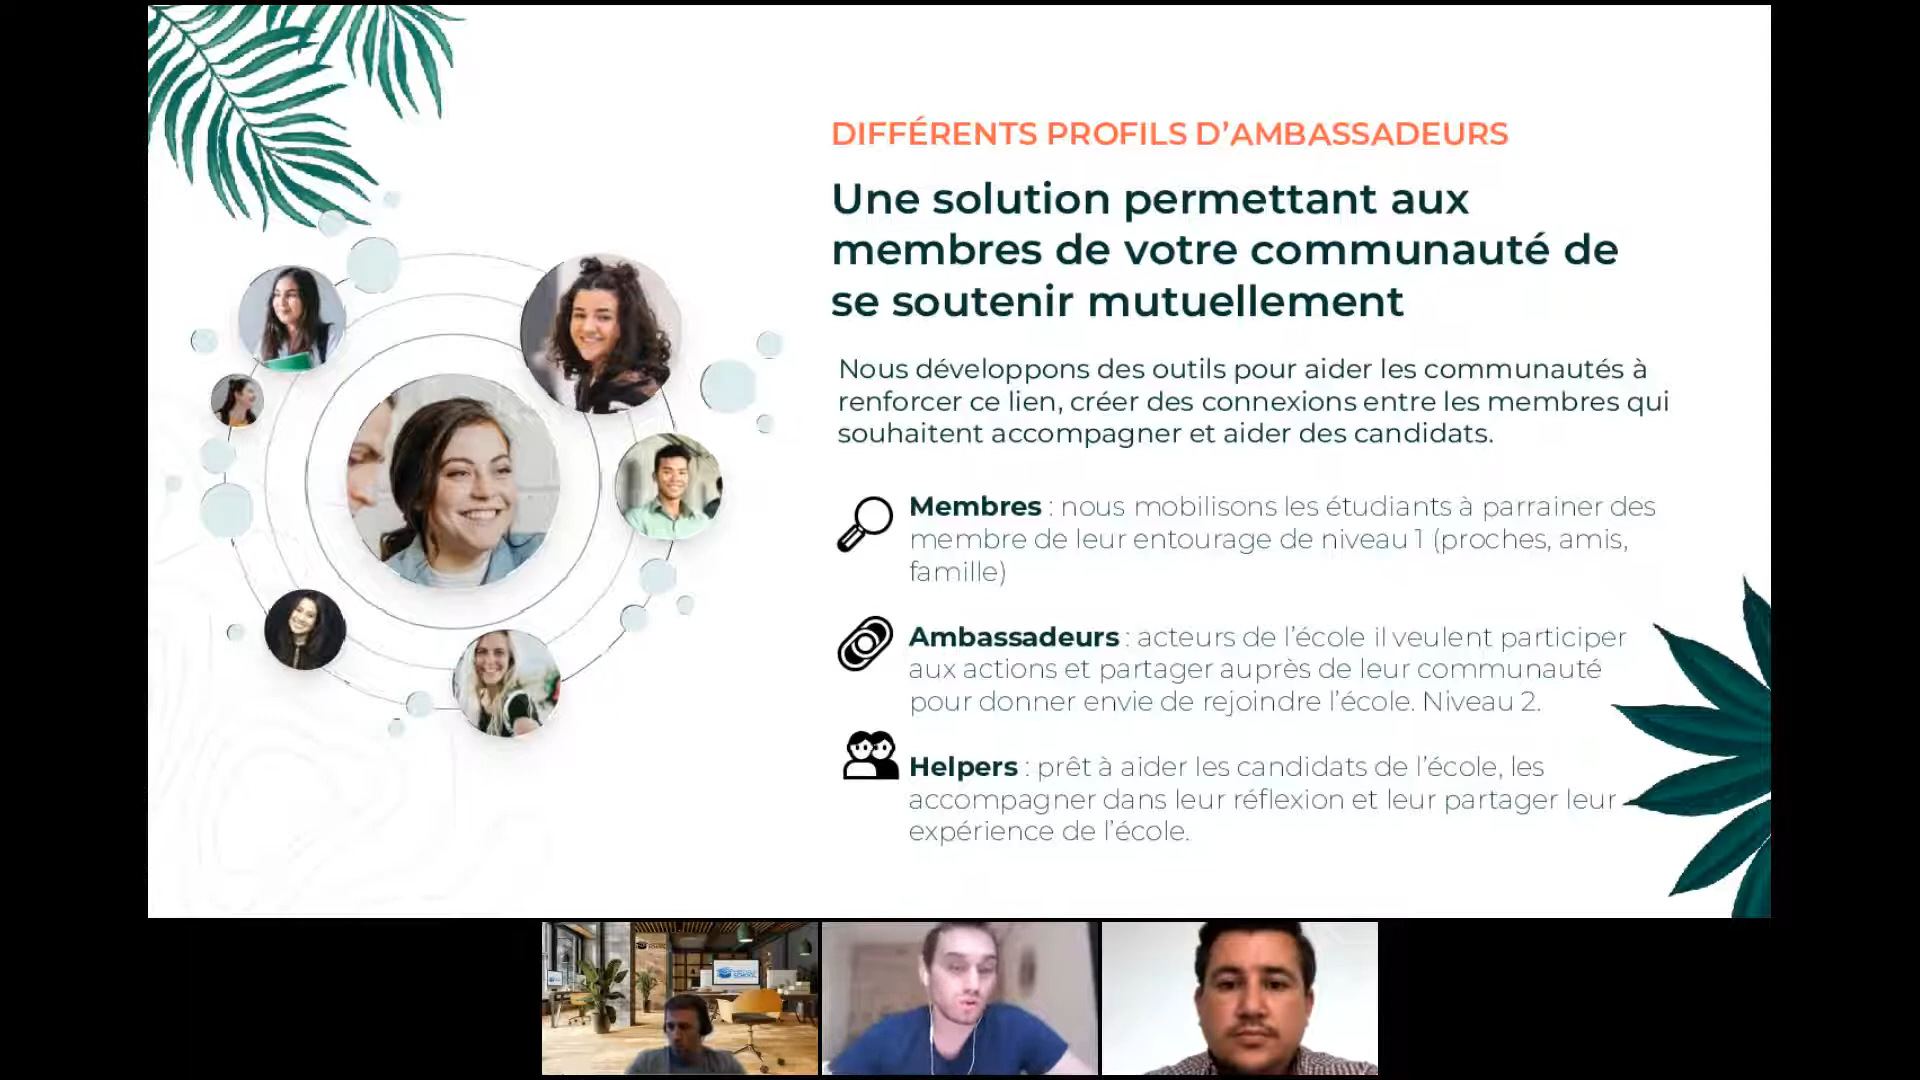 DIFFÉRENTS PROFILS D'AMBASSADEURS
Une solution permettant aux
membres de votre communauté de
se soutenir mutuellement
Nous développons des outils pour aider les communautés à
renforcer ce lien, créer des connexions entre les membres qui
souhaitent accompagner et aider des candidats.
Membres : nous mobilisons les étudiants à parrainer des
membre de leur entourage de niveau 1 (proches, amis,
famille)
Ambassadeurs : acteurs de l'école il veulent participer
aux actions et partager auprès de leur communauté
pour donner envie de rejoindre l'école. Niveau 2.
Helpers : prêt à aider les candidats de l'école, les
accompagner dans leur réflexion et leur partager leur
expérience de l'école.
SCHOOL